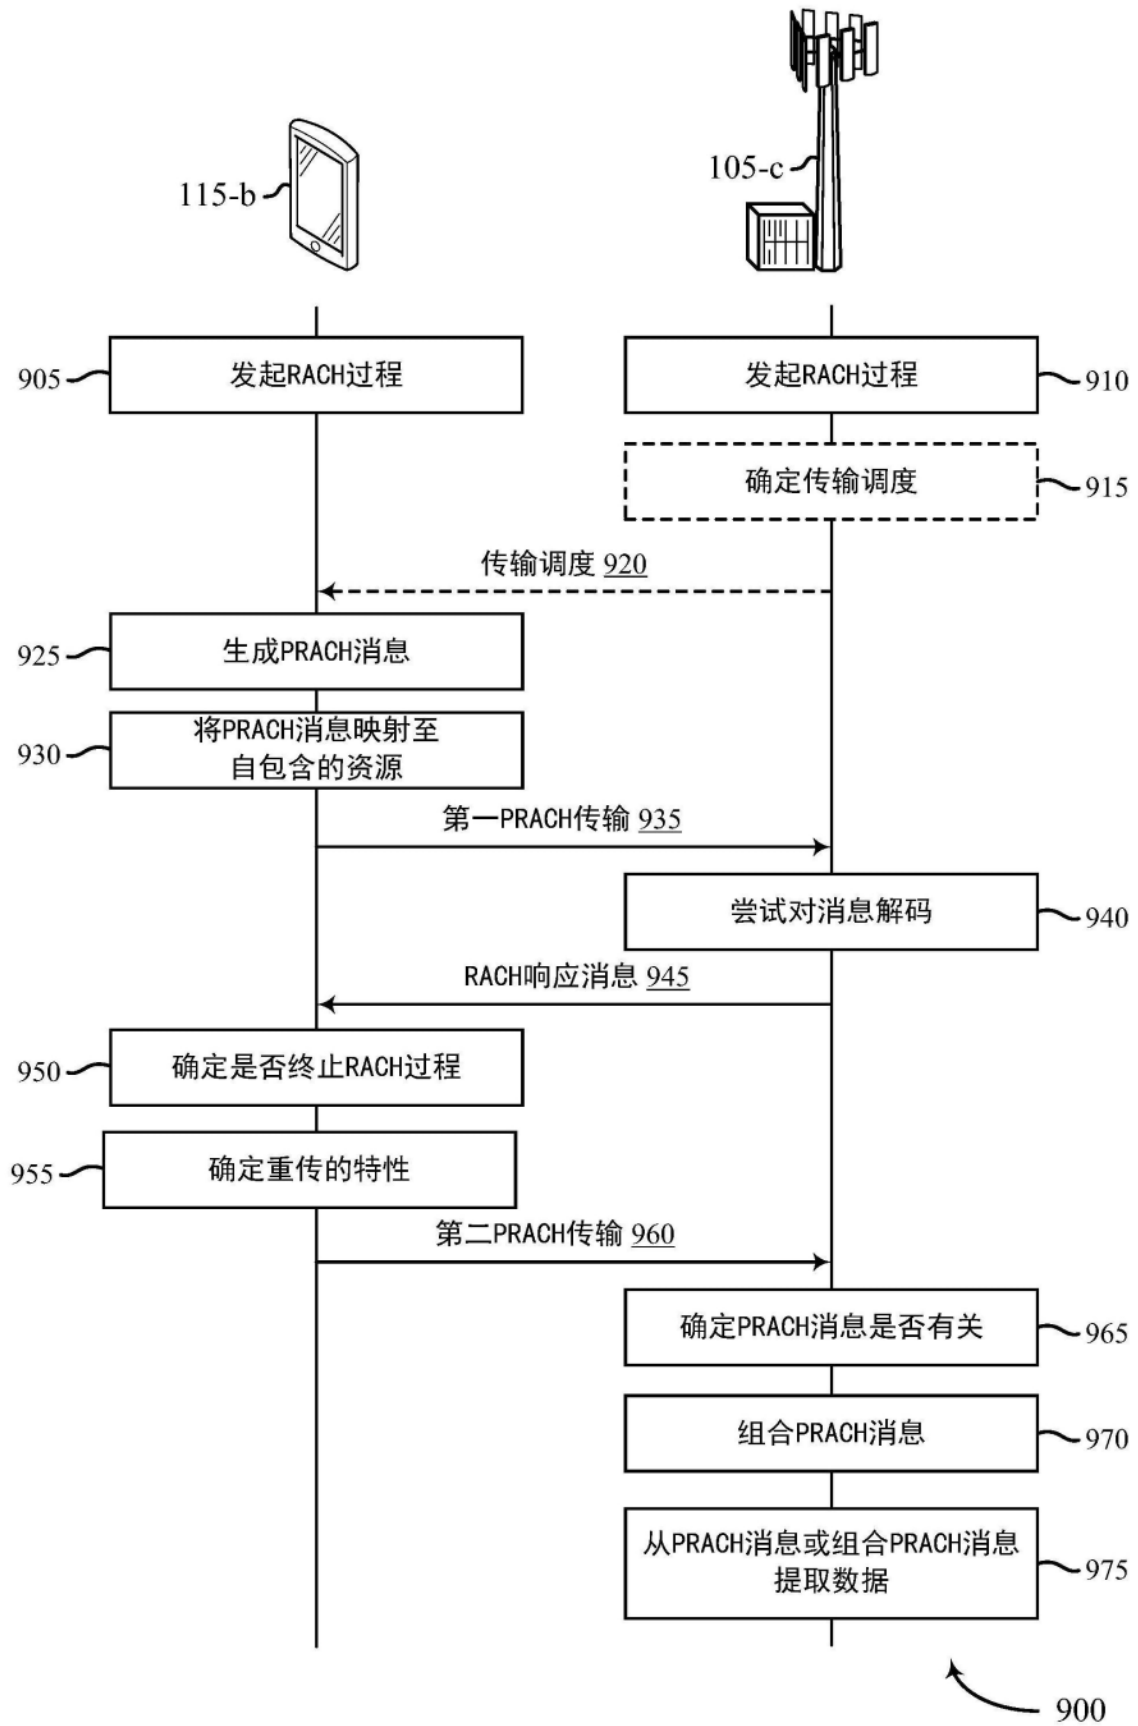 105-c
115-b
905
发起RACH过程
发起RACH过程
910
确定传输调度
915
传输调度 920
925
生成PRACH消息
930
将PRACH消息映射至
自包含的资源
第一PRACH传输 935
尝试对消息解码
940
RACH响应消息 945
950
确定是否终止RACH过程
955
确定重传的特性
第二PRACH传输 960
确定PRACH消息是否有关
965
组合PRACH消息
970
从PRACH消息或组合PRACH消息
提取数据
975
900